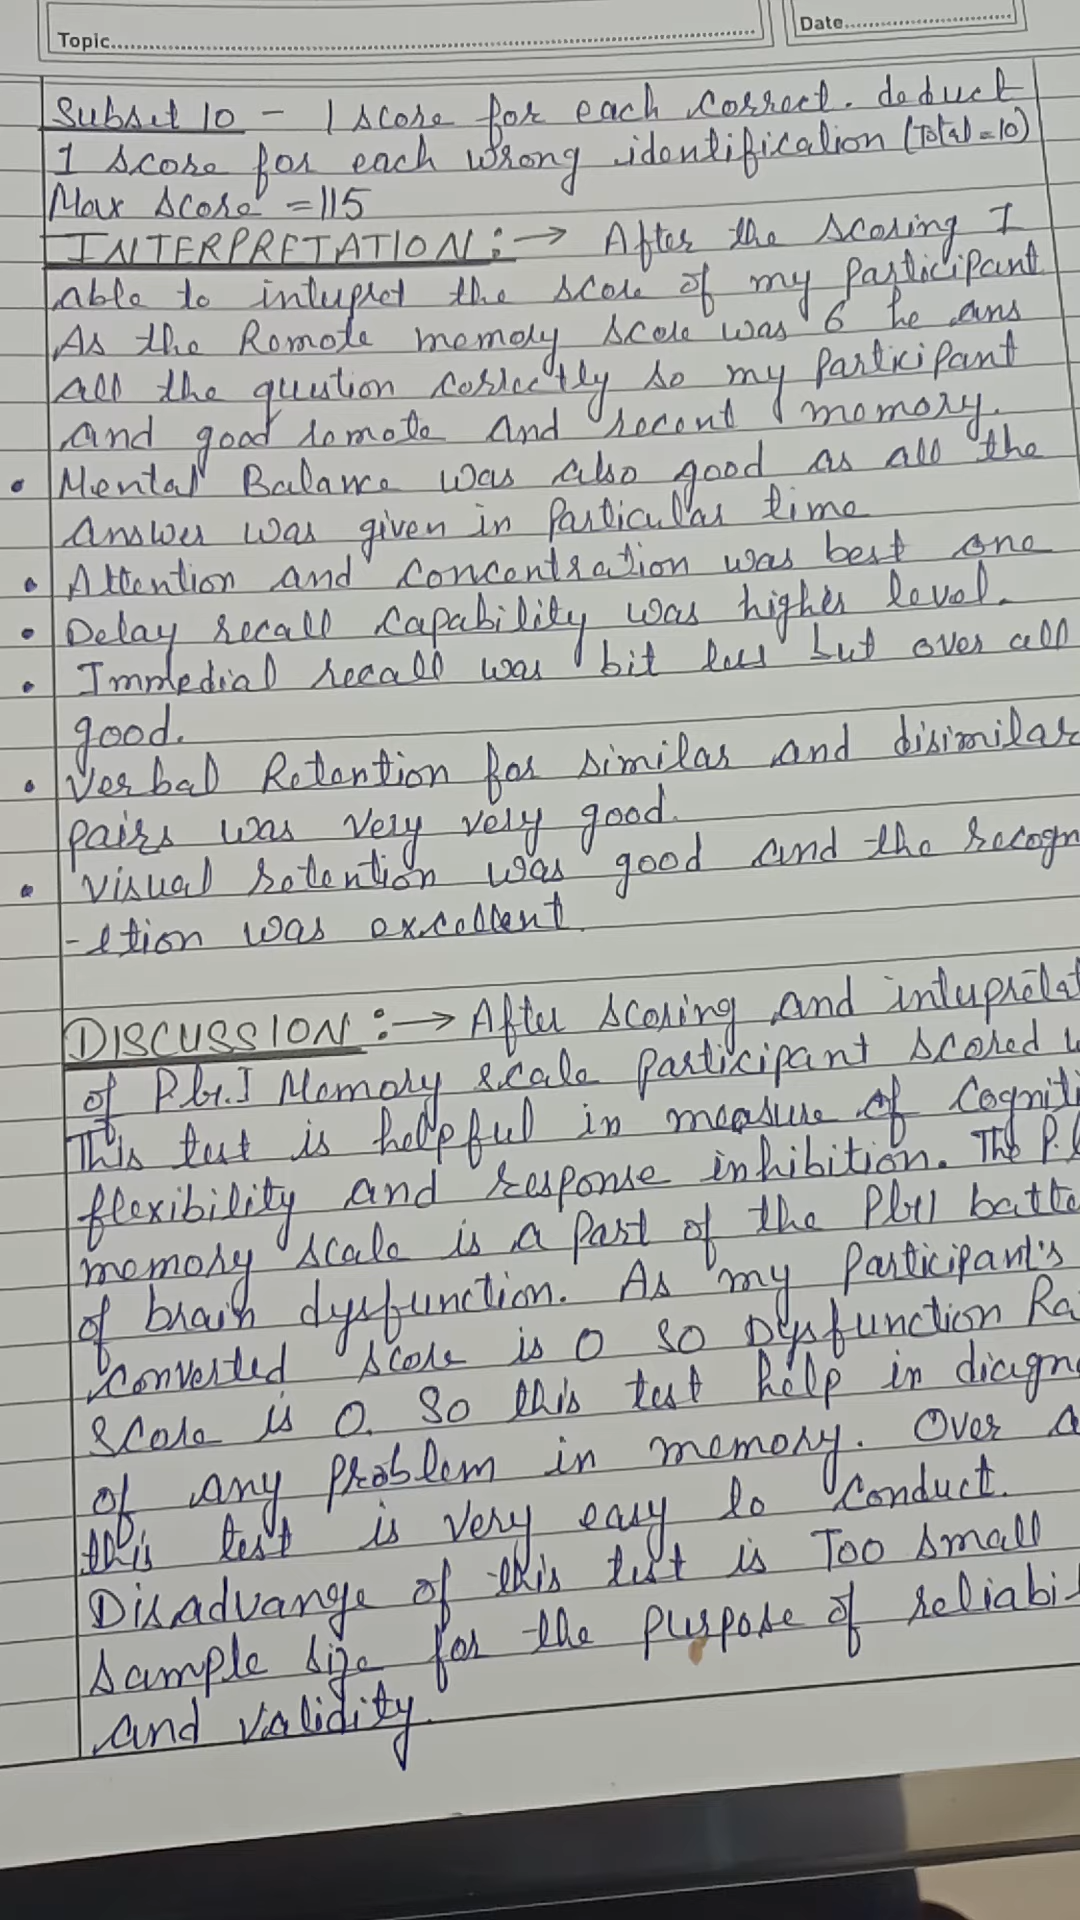 Topic
Date
Subset 10 - 1 score for each correct. deduct
1 score for each wrong identification (Total=10)
Max score = 115
INTERPRETATION:→ After the scoring I
able to intupret the score of my participant
As the Remote memory score was 6 he ans
all the quustion correctly so my participant
and good remote and recent memory.
• Mental Balance was also good as all the
answer was given in particular time
• Attention and concentration was best one
• Delay recall capability was higher level.
• Immedial recall was bit less but over all
good.
• Verbal Retention for similar and disimilar
pairs was very very good.
• visual retention was good and the recogn
-ition was excellent.
DISCUSSION:→ After scoring and intupretat
of P.G.I Memory scale participant scored
This test is helpful in measure of Cogniti
flexibility and response inhibition. The P.
memory scale is a part of the PGI batte
of brain dysfunction. As my participant's
converted score is 0 so Dysfunction Ra
score is 0. So this test help in diagn
of any problem in memory. Over a
this test is very easy to conduct.
Disadvange of this test is Too small
sample size for the purpose of reliabi
and validity.